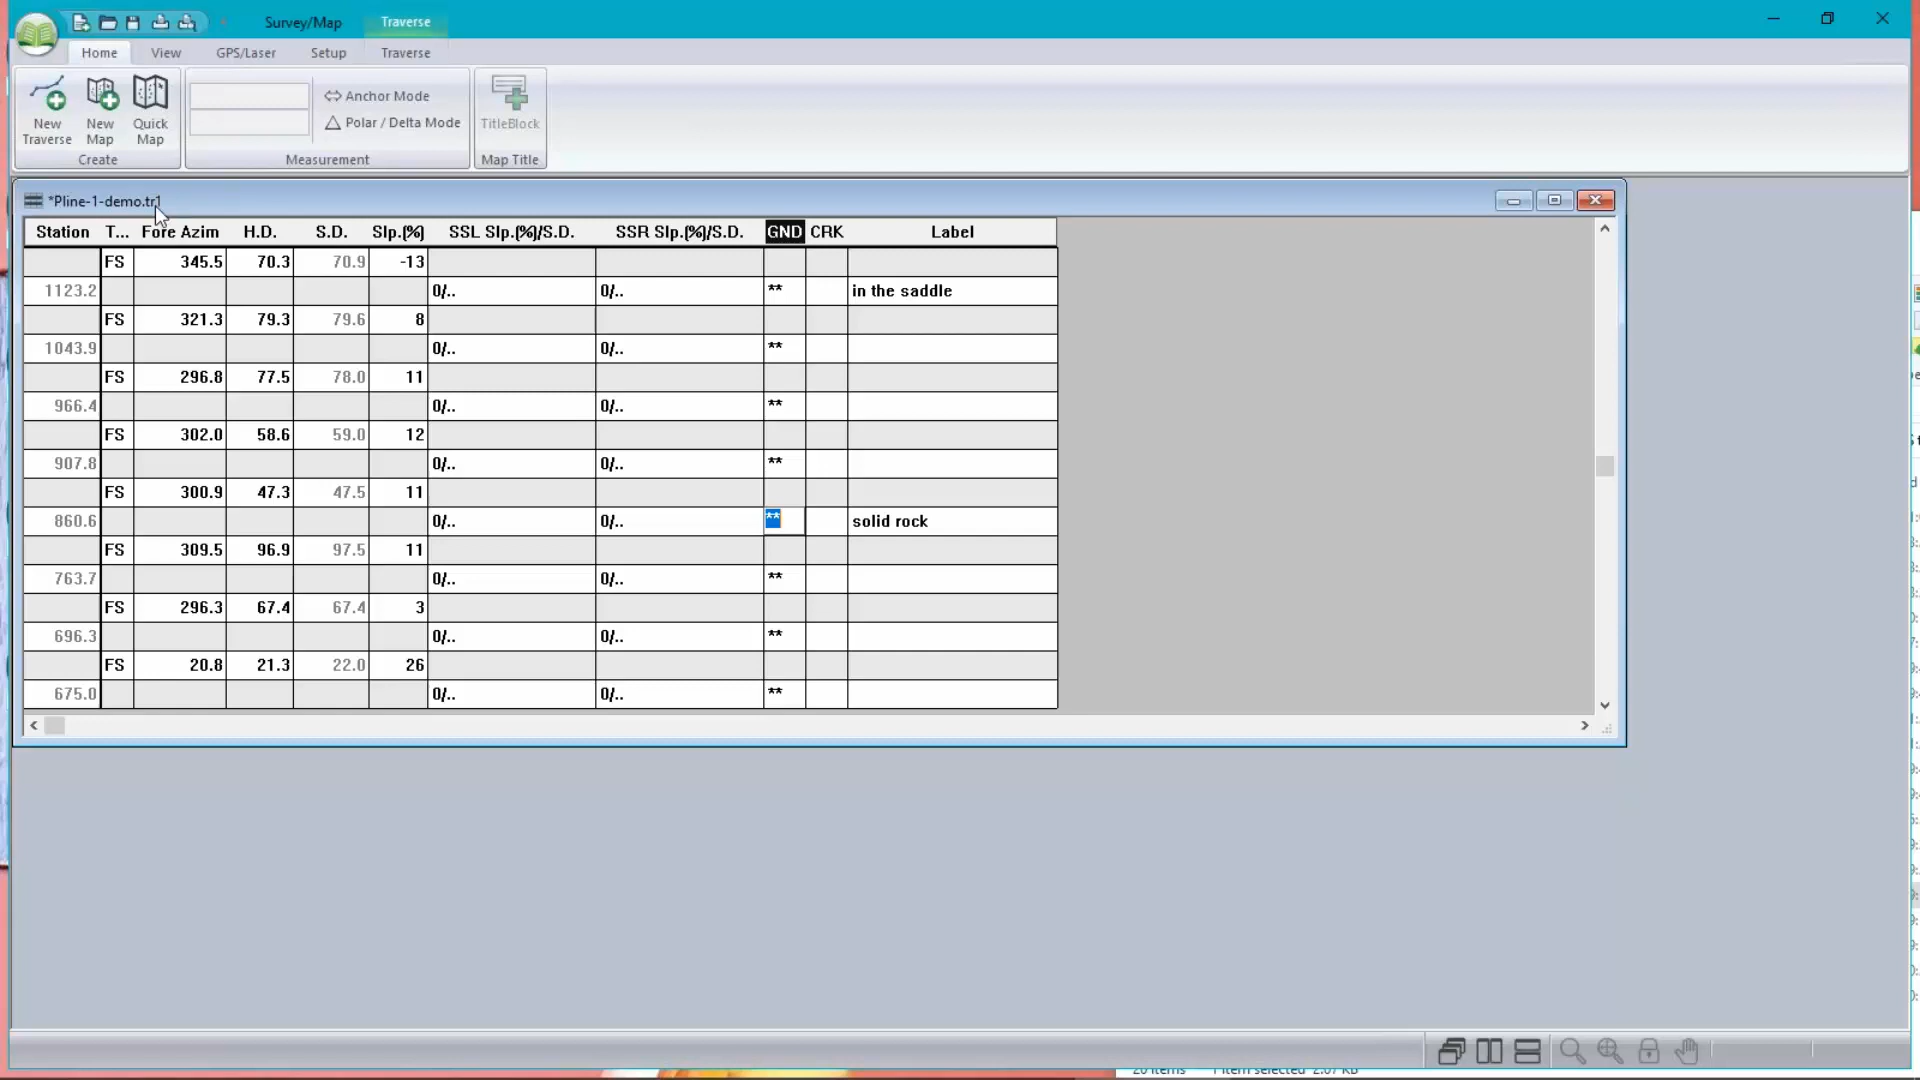 Survey/Map Traverse
Home View GPS/Laser Setup Traverse
New Traverse New Map Quick Map
Create
Anchor Mode
Polar / Delta Mode
Measurement
TitleBlock
Map Title
*Pline-1-demo.tr1
Station T... Fore Azim H.D. S.D. Slp.(%) SSL Slp.(%)/S.D. SSR Slp.(%)/S.D. GND CRK Label
FS 345.5 70.3 70.9 -13
1123.2 0/.. 0/.. ** in the saddle
FS 321.3 79.3 79.6 8
1043.9 0/.. 0/.. **
FS 296.8 77.5 78.0 11
966.4 0/.. 0/.. **
FS 302.0 58.6 59.0 12
907.8 0/.. 0/.. **
FS 300.9 47.3 47.5 11
860.6 0/.. 0/.. ** solid rock
FS 309.5 96.9 97.5 11
763.7 0/.. 0/.. **
FS 296.3 67.4 67.4 3
696.3 0/.. 0/.. **
FS 20.8 21.3 22.0 26
675.0 0/.. 0/.. **